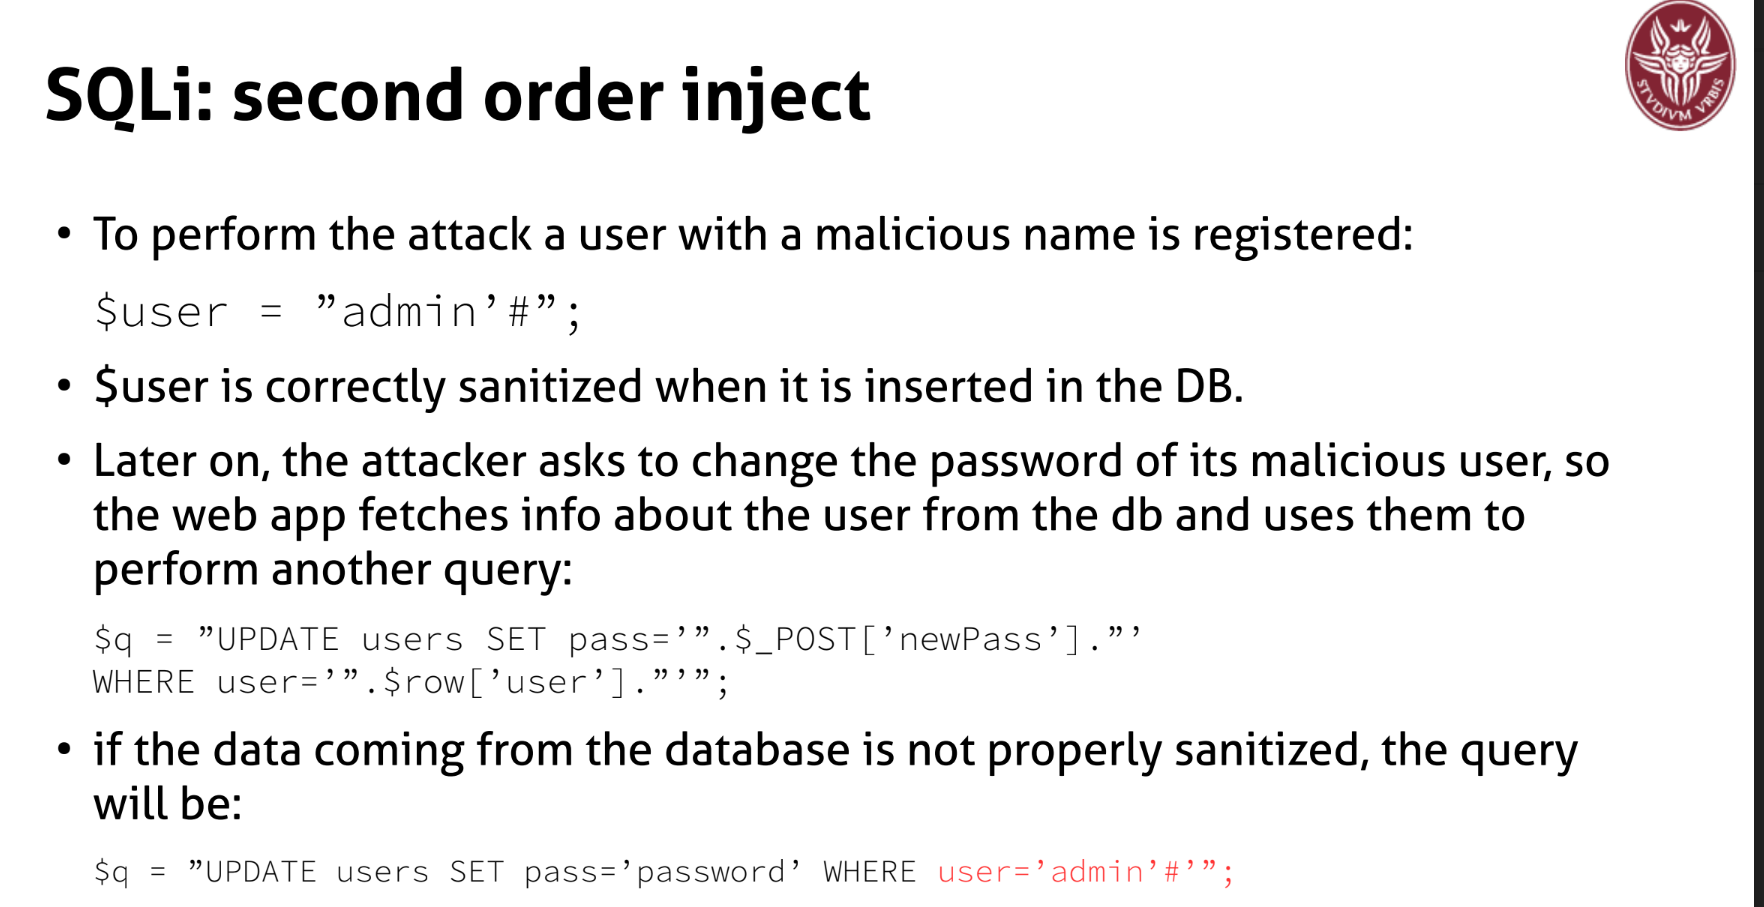 SQLi: second order inject
STVDIVM VRBIS
• To perform the attack a user with a malicious name is registered:
$user = ”admin’#”;
• $user is correctly sanitized when it is inserted in the DB.
• Later on, the attacker asks to change the password of its malicious user, so
the web app fetches info about the user from the db and uses them to
perform another query:
$q = ”UPDATE users SET pass=’”.$_POST[’newPass’].”’
WHERE user=’”.$row[’user’].”’”;
• if the data coming from the database is not properly sanitized, the query
will be:
$q = ”UPDATE users SET pass=’password’ WHERE user=’admin’#’”;